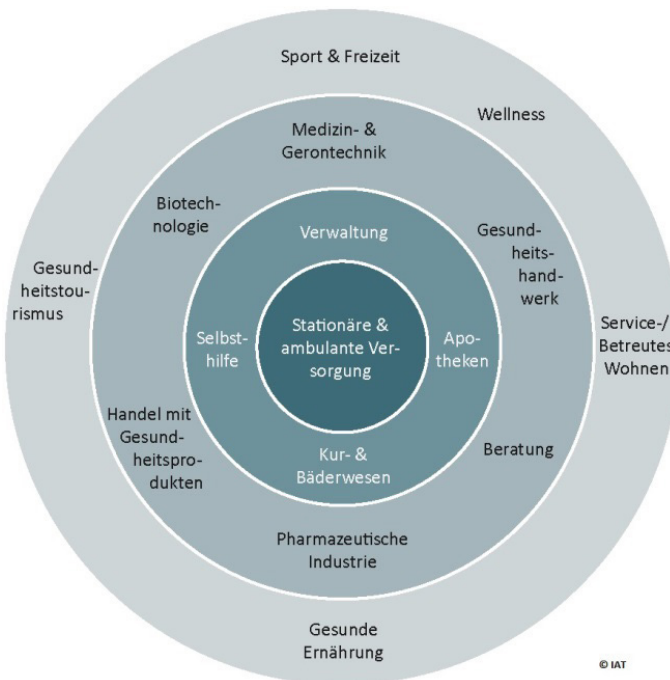 Sport & Freizeit
Wellness
Medizin- &
Gerontechnik
Biotech-
nologie
Verwaltung
Gesund-
heits-
hand-
werk
Gesund-
heitstou-
rismus
Selbst-
hilfe
Stationäre &
ambulante Ver-
sorgung
Apo-
theken
Service-/
Betreutes
Wohnen
Handel mit
Gesund-
heitspro-
dukten
Kur- &
Bäderwesen
Beratung
Pharmazeutische
Industrie
Gesunde
Ernährung
© IAT